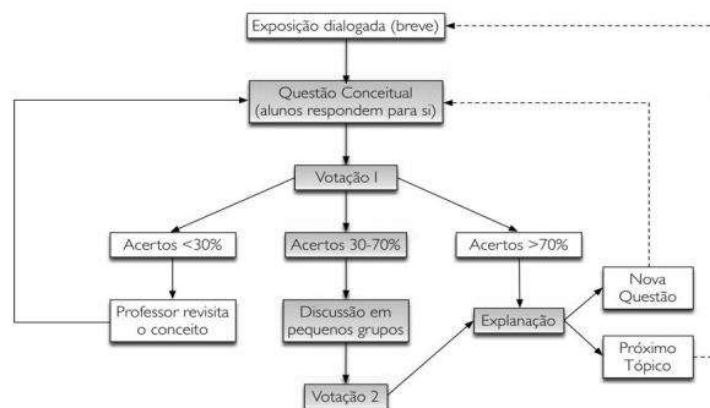 Exposição dialogada (breve)
Questão Conceitual
(alunos respondem para si)
Votação I
Acertos <30%
Acertos 30-70%
Acertos >70%
Professor revisita
o conceito
Discussão em
pequenos grupos
Explanação
Nova
Questão
Próximo
Tópico
Votação 2